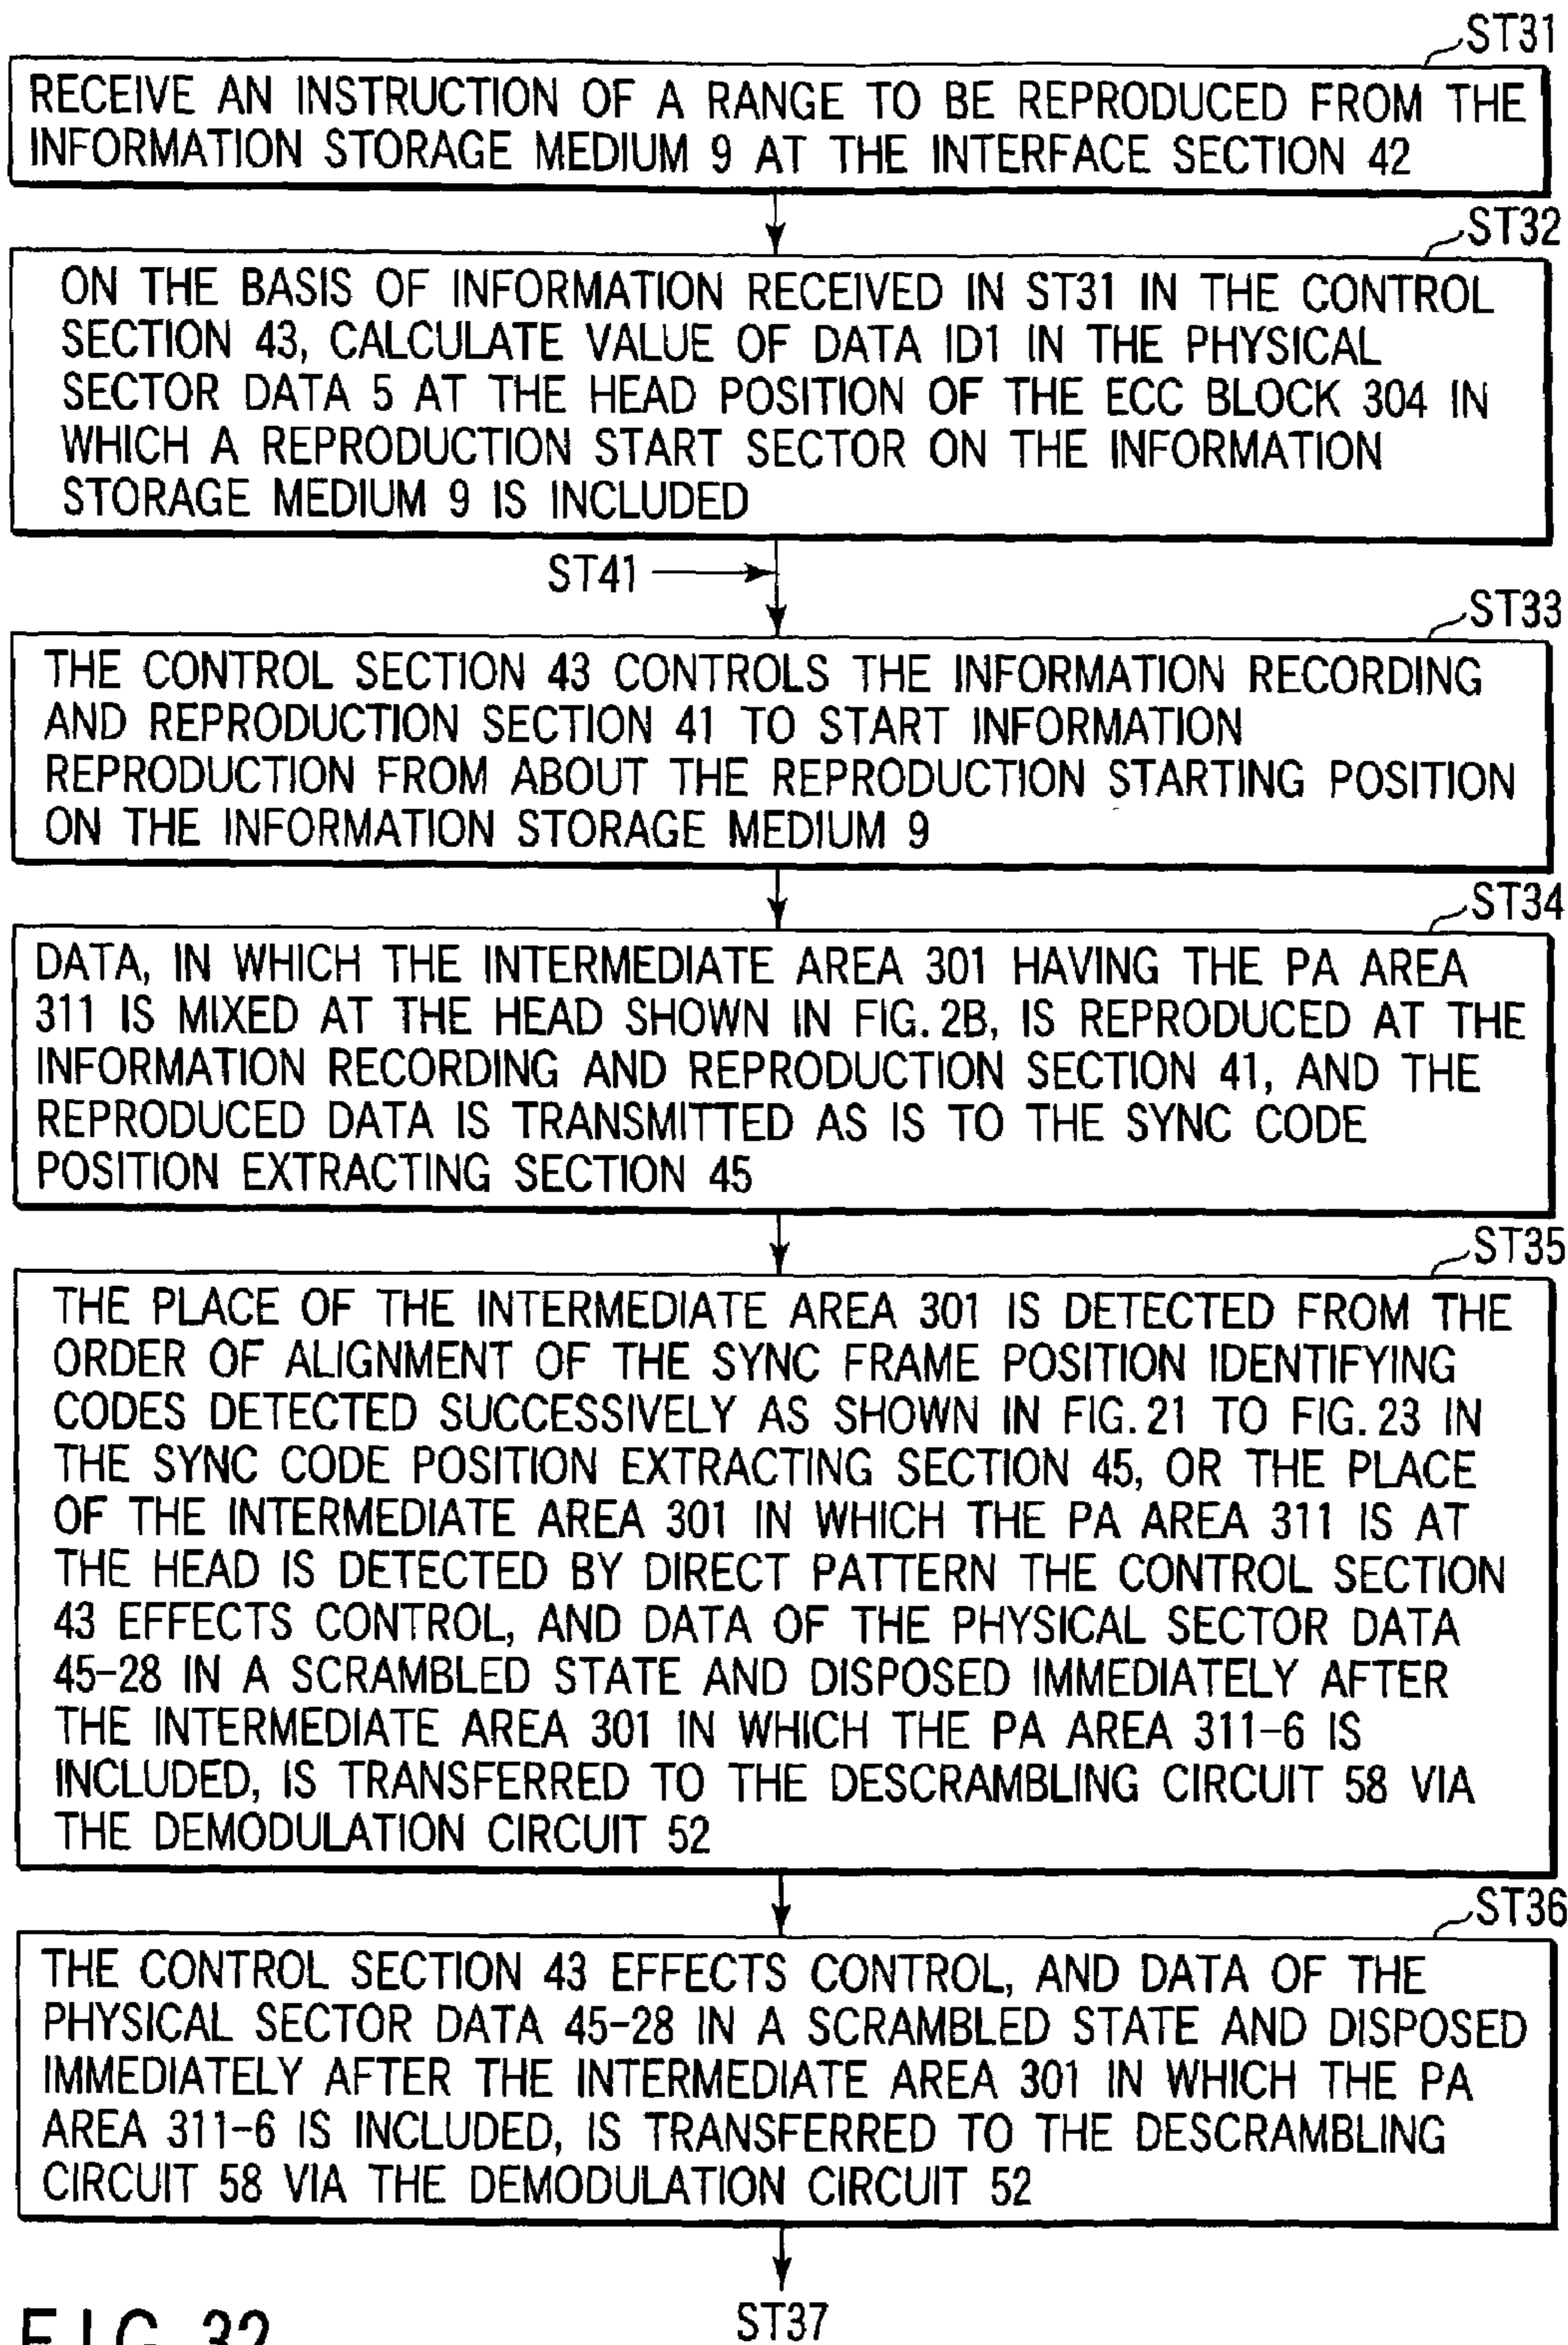 ST31
RECEIVE AN INSTRUCTION OF A RANGE TO BE REPRODUCED FROM THE
INFORMATION STORAGE MEDIUM 9 AT THE INTERFACE SECTION 42
ST32
ON THE BASIS OF INFORMATION RECEIVED IN ST31 IN THE CONTROL
SECTION 43, CALCULATE VALUE OF DATA ID1 IN THE PHYSICAL
SECTOR DATA 5 AT THE HEAD POSITION OF THE ECC BLOCK 304 IN
WHICH A REPRODUCTION START SECTOR ON THE INFORMATION
STORAGE MEDIUM 9 IS INCLUDED
ST41
ST33
THE CONTROL SECTION 43 CONTROLS THE INFORMATION RECORDING
AND REPRODUCTION SECTION 41 TO START INFORMATION
REPRODUCTION FROM ABOUT THE REPRODUCTION STARTING POSITION
ON THE INFORMATION STORAGE MEDIUM 9
ST34
DATA, IN WHICH THE INTERMEDIATE AREA 301 HAVING THE PA AREA
311 IS MIXED AT THE HEAD SHOWN IN FIG. 2B, IS REPRODUCED AT THE
INFORMATION RECORDING AND REPRODUCTION SECTION 41, AND THE
REPRODUCED DATA IS TRANSMITTED AS IS TO THE SYNC CODE
POSITION EXTRACTING SECTION 45
ST35
THE PLACE OF THE INTERMEDIATE AREA 301 IS DETECTED FROM THE
ORDER OF ALIGNMENT OF THE SYNC FRAME POSITION IDENTIFYING
CODES DETECTED SUCCESSIVELY AS SHOWN IN FIG. 21 TO FIG. 23 IN
THE SYNC CODE POSITION EXTRACTING SECTION 45, OR THE PLACE
OF THE INTERMEDIATE AREA 301 IN WHICH THE PA AREA 311 IS AT
THE HEAD IS DETECTED BY DIRECT PATTERN THE CONTROL SECTION
43 EFFECTS CONTROL, AND DATA OF THE PHYSICAL SECTOR DATA
45-28 IN A SCRAMBLED STATE AND DISPOSED IMMEDIATELY AFTER
THE INTERMEDIATE AREA 301 IN WHICH THE PA AREA 311-6 IS
INCLUDED, IS TRANSFERRED TO THE DESCRAMBLING CIRCUIT 58 VIA
THE DEMODULATION CIRCUIT 52
ST36
THE CONTROL SECTION 43 EFFECTS CONTROL, AND DATA OF THE
PHYSICAL SECTOR DATA 45-28 IN A SCRAMBLED STATE AND DISPOSED
IMMEDIATELY AFTER THE INTERMEDIATE AREA 301 IN WHICH THE PA
AREA 311-6 IS INCLUDED, IS TRANSFERRED TO THE DESCRAMBLING
CIRCUIT 58 VIA THE DEMODULATION CIRCUIT 52
ST37
FIG. 32